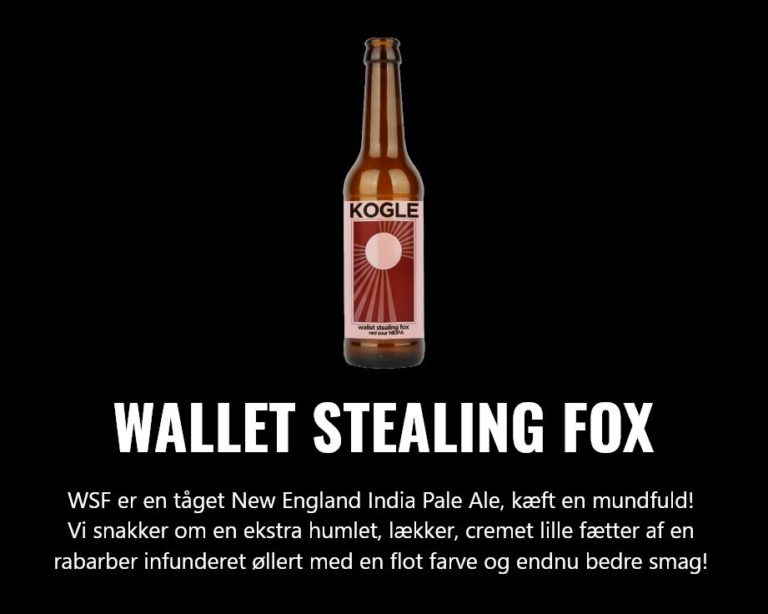 KOGLE
wallet stealing fox
red sour NEIPA
WALLET STEALING FOX
WSF er en tåget New England India Pale Ale, kæft en mundfuld!
Vi snakker om en ekstra humlet, lækker, cremet lille fætter af en
rabarber infunderet øllert med en flot farve og endnu bedre smag!